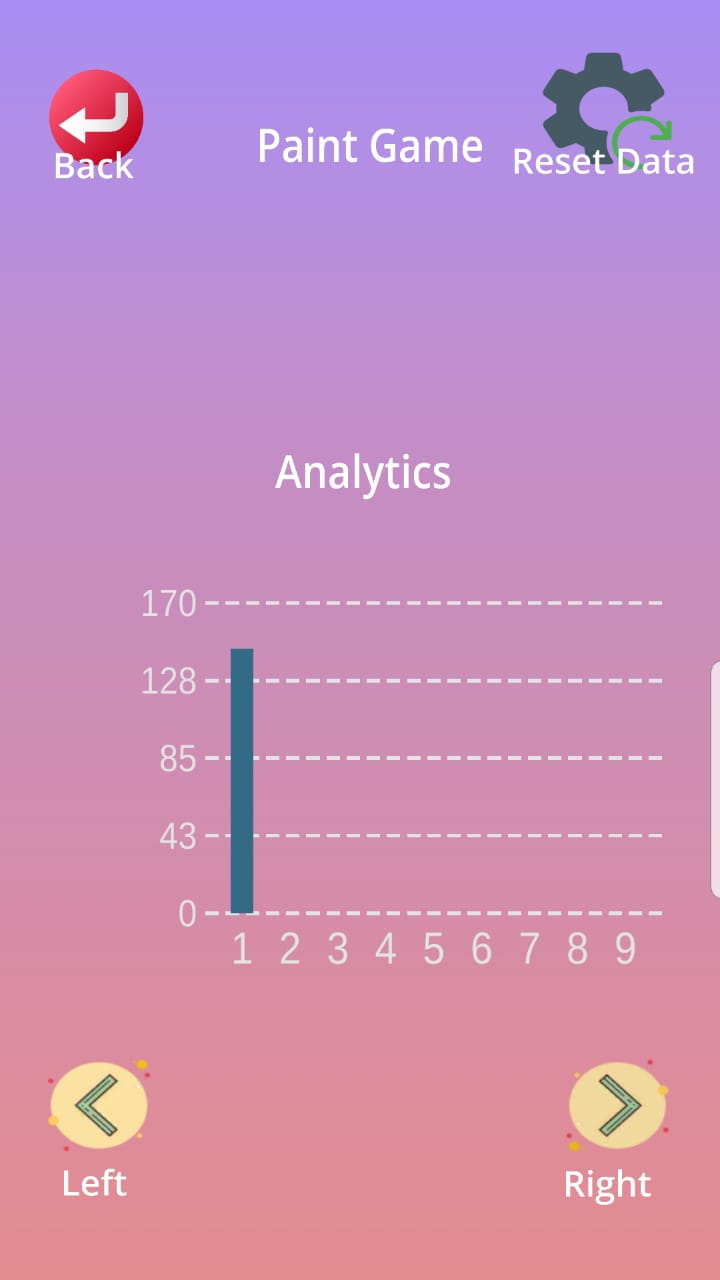 Back
Paint Game
Reset Data
Analytics
170
128
85
43
0
1 2 3 4 5 6 7 8 9
Left
Right